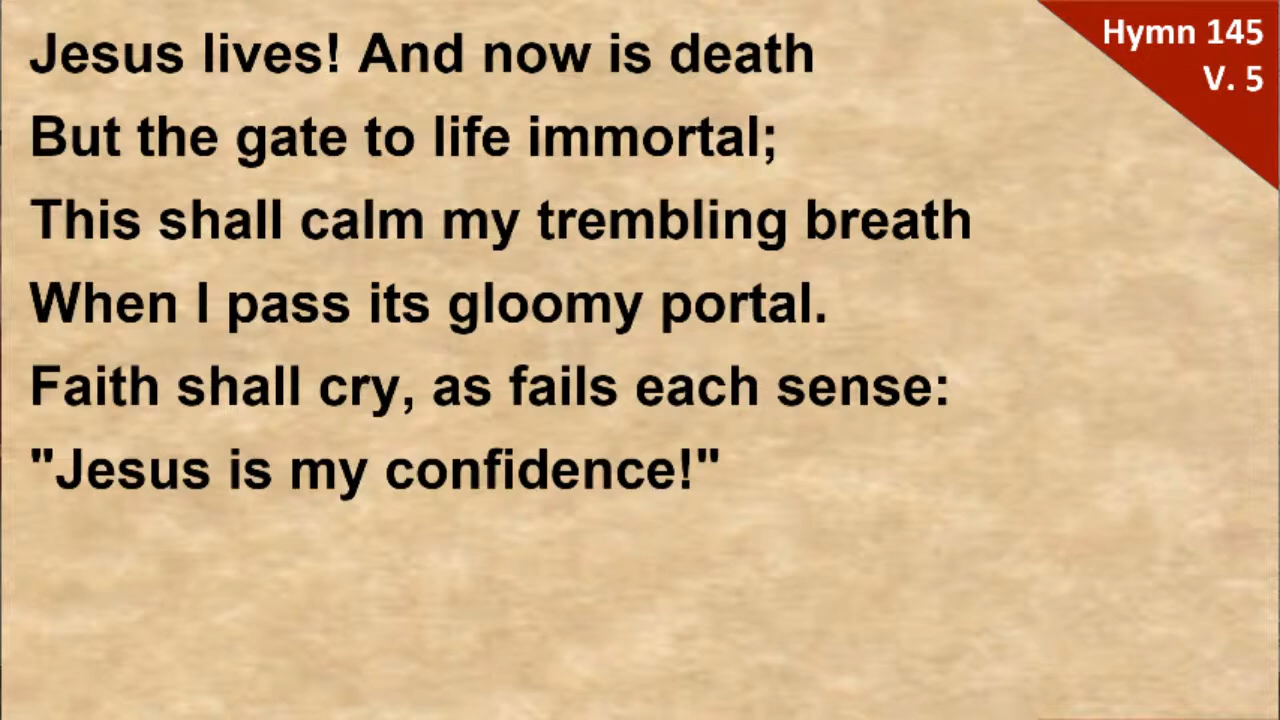 Jesus lives! And now is death
But the gate to life immortal;
This shall calm my trembling breath
When I pass its gloomy portal.
Faith shall cry, as fails each sense:
"Jesus is my confidence!"
Hymn 145
V. 5